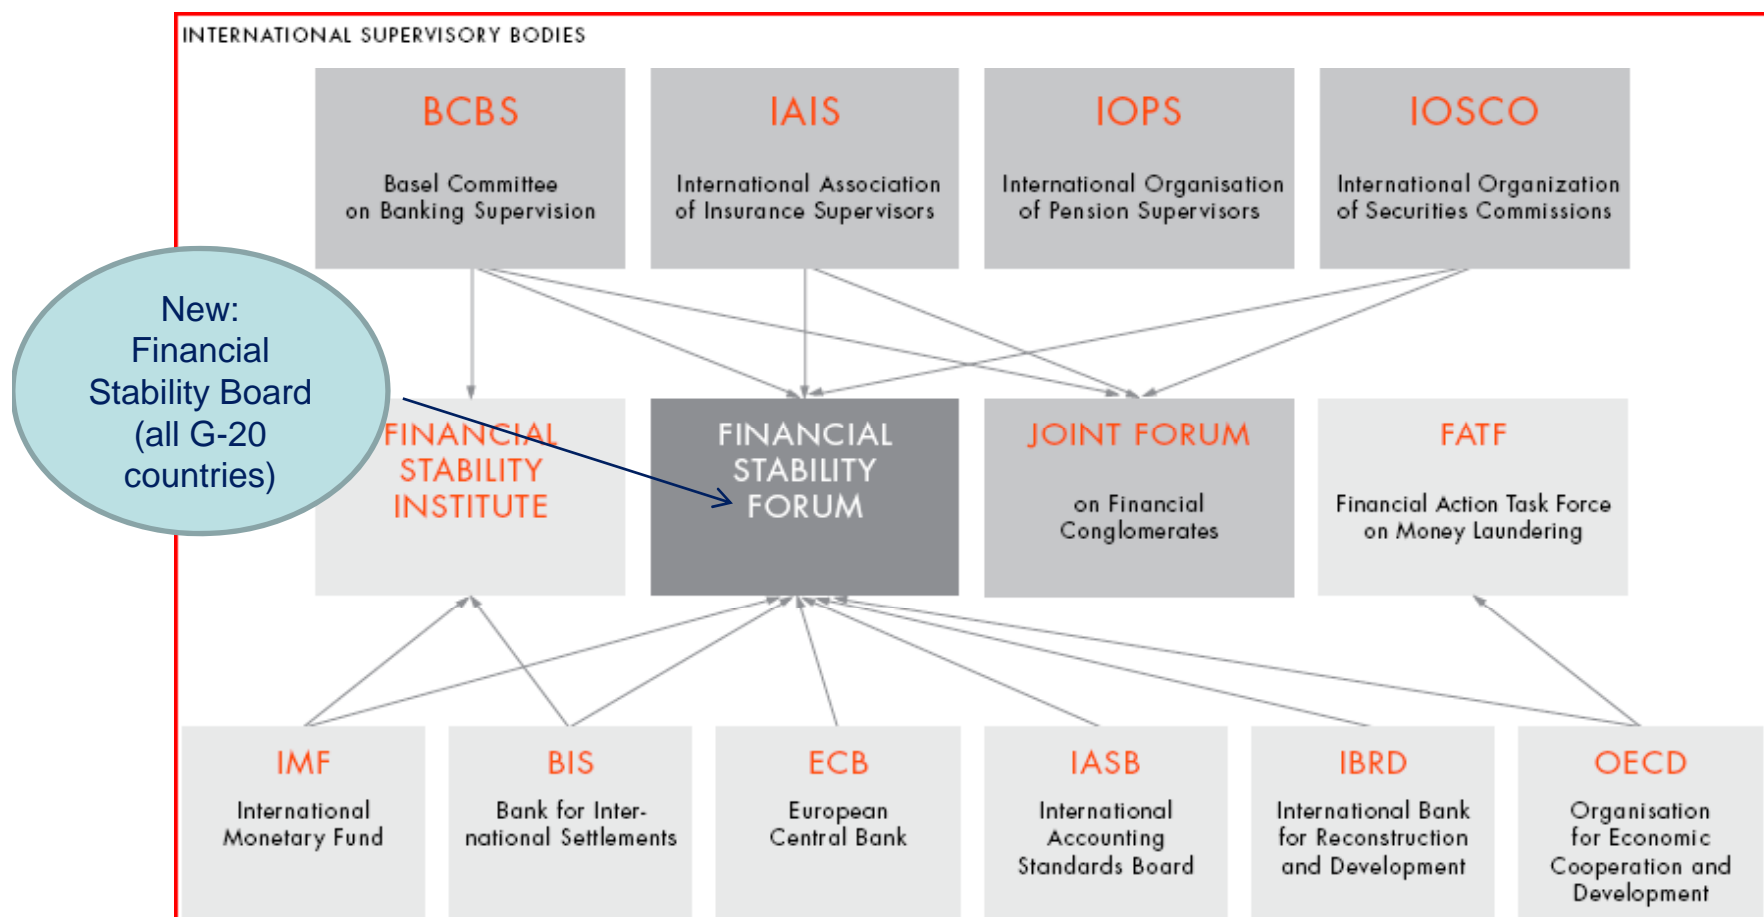 INTERNATIONAL SUPERVISORY BODIES
BCBS
Basel Committee
on Banking Supervision
IAIS
International Association
of Insurance Supervisors
IOPS
International Organisation
of Pension Supervisors
IOSCO
International Organization
of Securities Commissions
New:
Financial
Stability Board
(all G-20
countries)
FINANCIAL
STABILITY
INSTITUTE
FINANCIAL
STABILITY
FORUM
JOINT FORUM
on Financial
Conglomerates
FATF
Financial Action Task Force
on Money Laundering
IMF
International
Monetary Fund
BIS
Bank for Inter-
national Settlements
ECB
European
Central Bank
IASB
International
Accounting
Standards Board
IBRD
International Bank
for Reconstruction
and Development
OECD
Organisation
for Economic
Cooperation and
Development